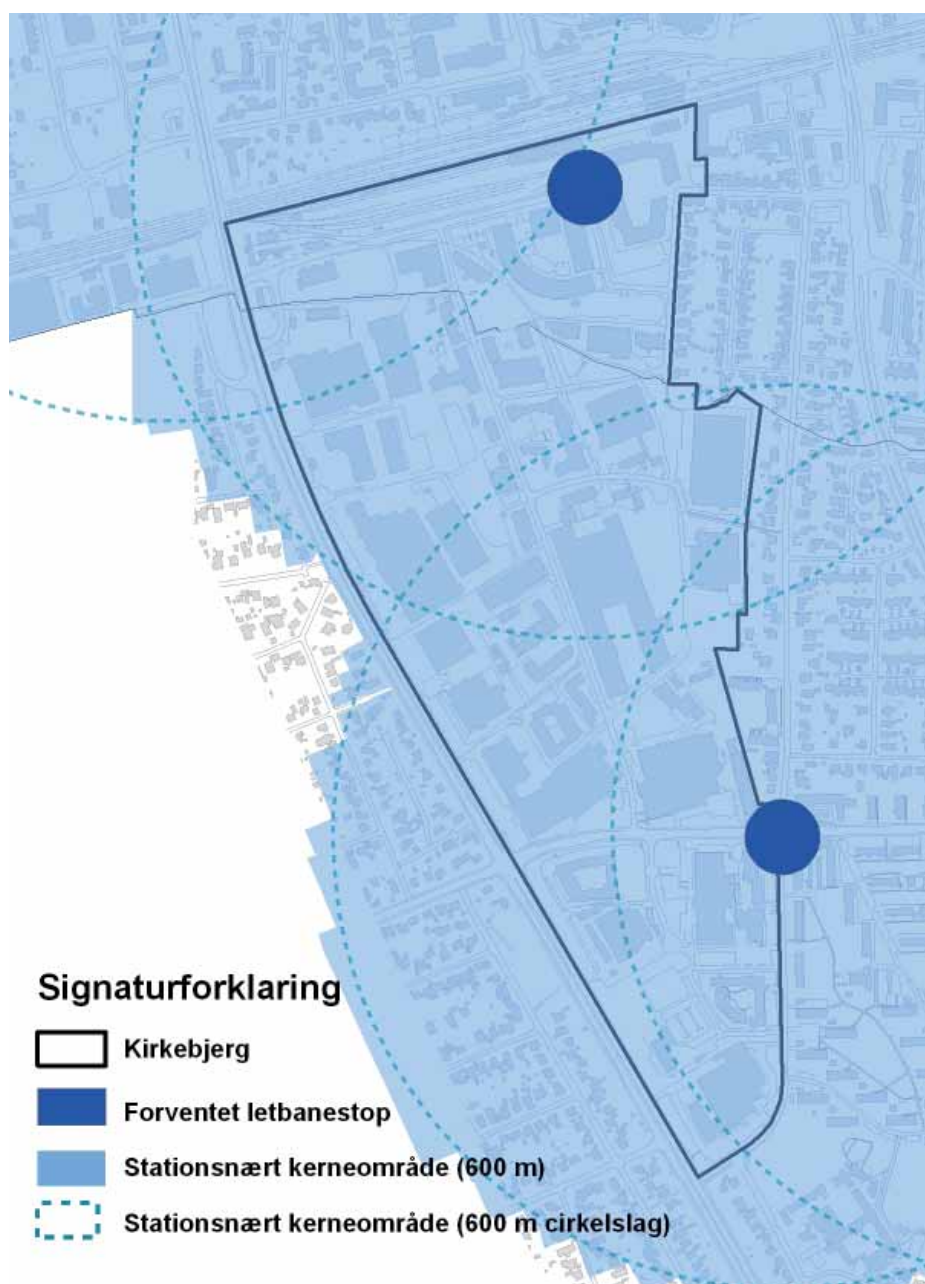 Signaturforklaring
Kirkebjerg
Forventet letbanestop
Stationsnært kerneområde (600 m)
Stationsnært kerneområde (600 m cirkelslag)